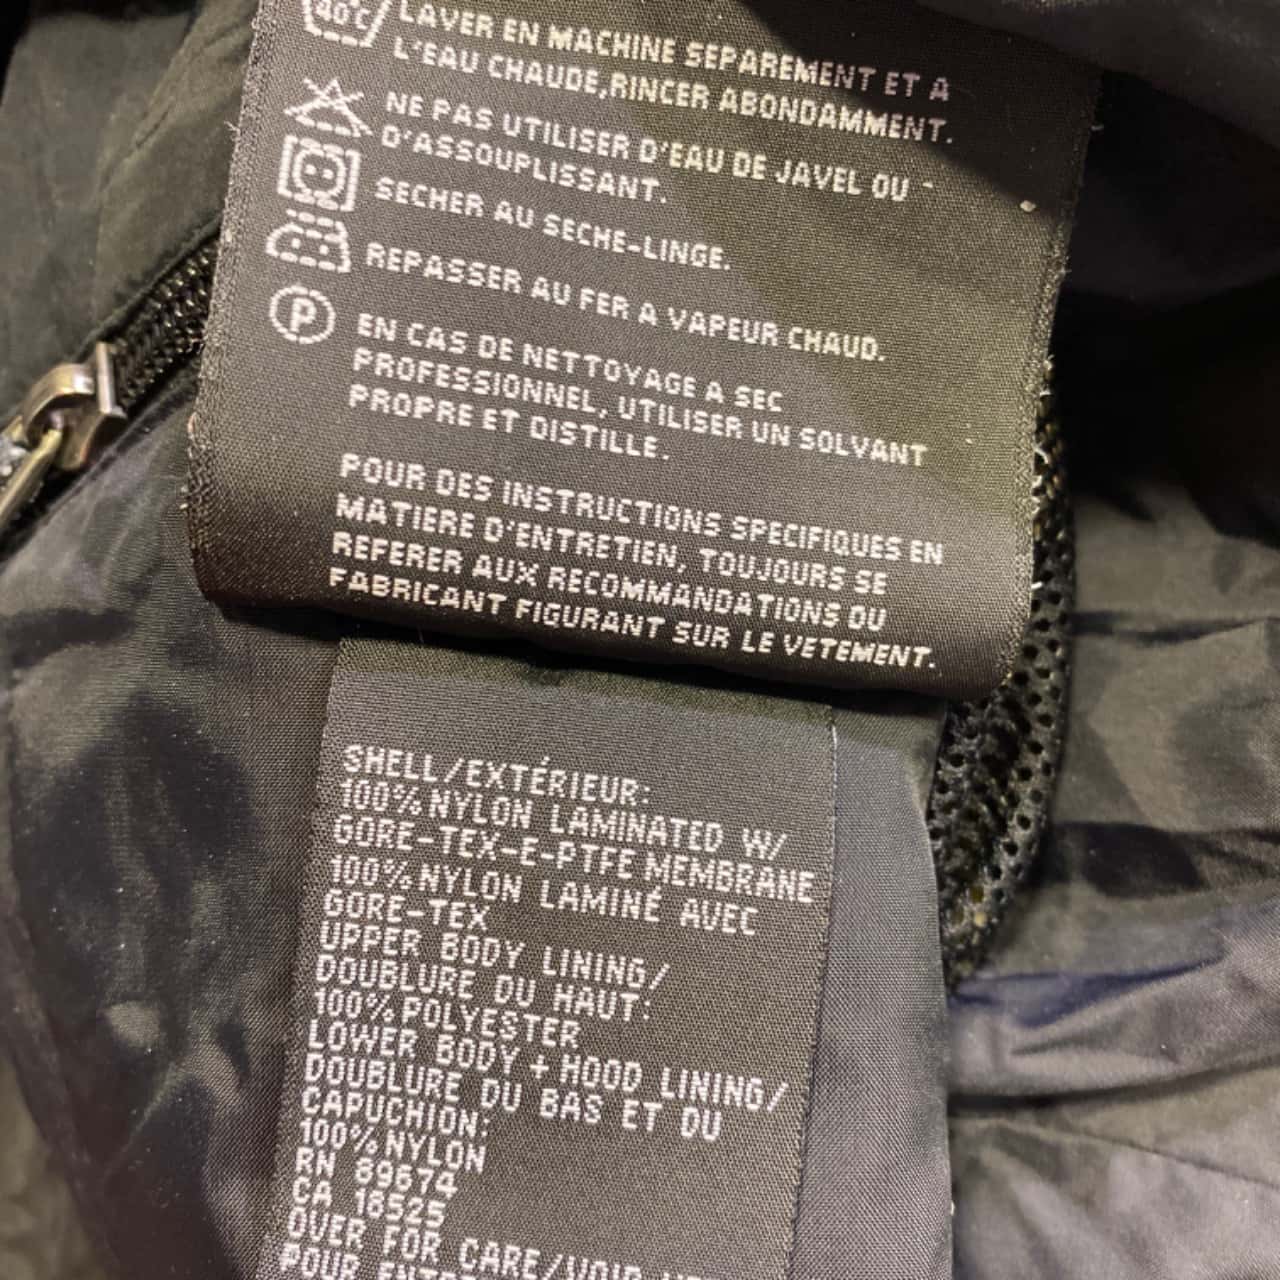 40°C LAVER EN MACHINE SEPAREMENT ET A
L'EAU CHAUDE,RINCER ABONDAMMENT.
NE PAS UTILISER D'EAU DE JAVEL OU
D'ASSOUPLISSANT.
SECHER AU SECHE-LINGE.
REPASSER AU FER A VAPEUR CHAUD.
P EN CAS DE NETTOYAGE A SEC
PROFESSIONNEL, UTILISER UN SOLVANT
PROPRE ET DISTILLE.
POUR DES INSTRUCTIONS SPECIFIQUES EN
MATIERE D'ENTRETIEN, TOUJOURS SE
REFERER AUX RECOMMANDATIONS DU
FABRICANT FIGURANT SUR LE VETEMENT.
SHELL/EXTÉRIEUR:
100% NYLON LAMINATED W/
GORE-TEX-E-PTFE MEMBRANE
100% NYLON LAMINÉ AVEC
GORE-TEX
UPPER BODY LINING/
DOUBLURE DU HAUT:
100% POLYESTER
LOWER BODY + HOOD LINING/
DOUBLURE DU BAS ET DU
CAPUCHION:
100% NYLON
RN 89674
CA 18525
OVER FOR CARE/VOIR
POUR